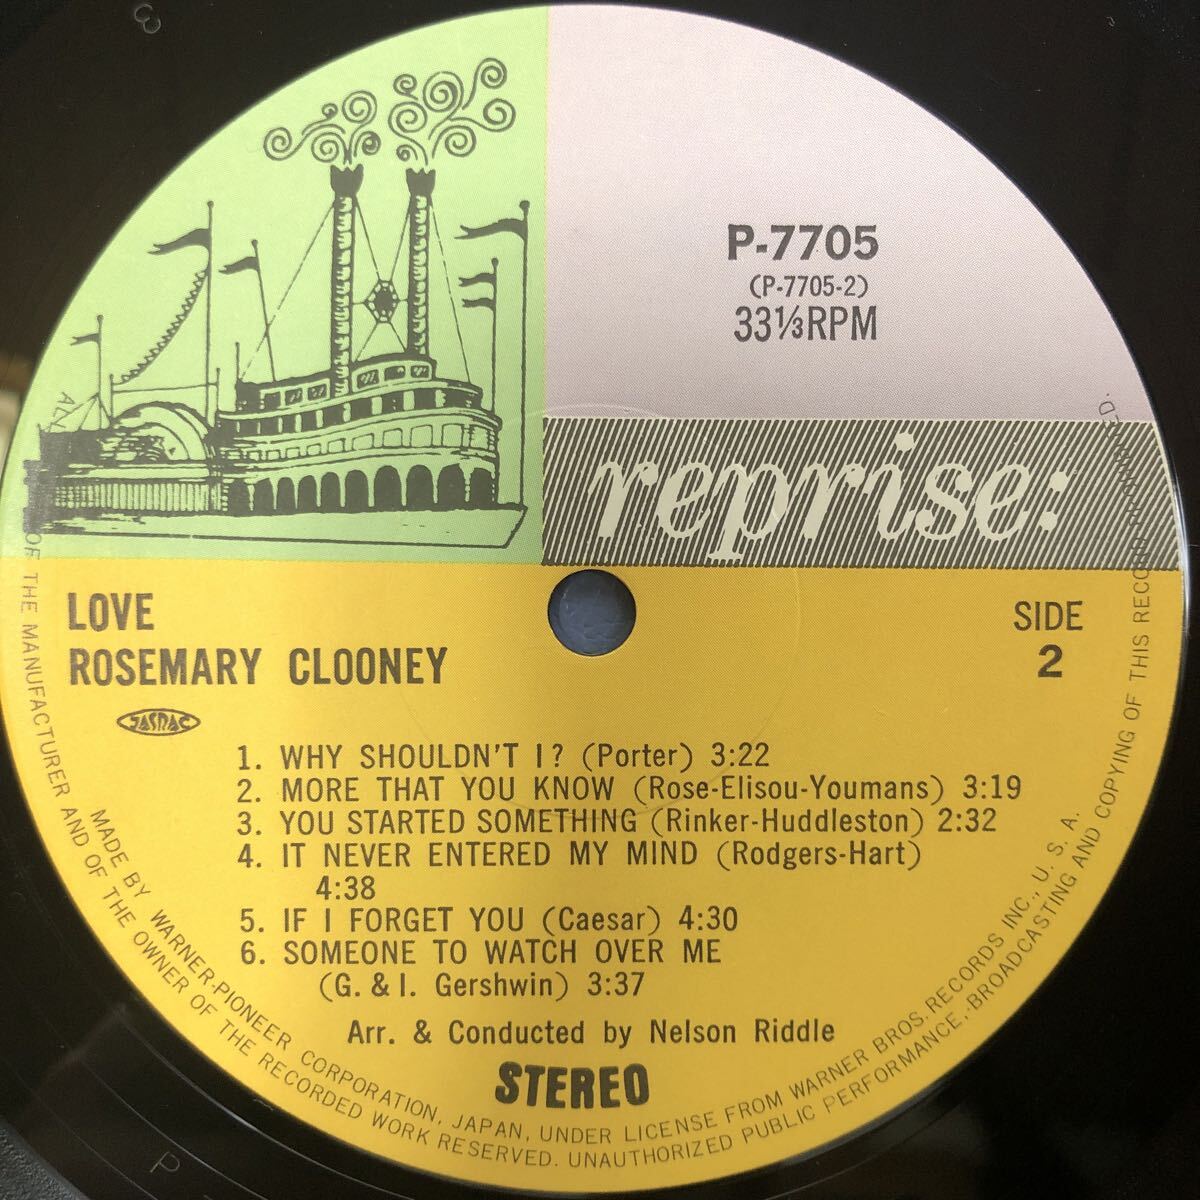 P-7705
(P-7705-2)
33⅓RPM
reprise:
LOVE
ROSEMARY CLOONEY
JASRAC
SIDE
2
1. WHY SHOULDN'T I? (Porter) 3:22
2. MORE THAT YOU KNOW (Rose-Elisou-Youmans) 3:19
3. YOU STARTED SOMETHING (Rinker-Huddleston) 2:32
4. IT NEVER ENTERED MY MIND (Rodgers-Hart)
4:38
5. IF I FORGET YOU (Caesar) 4:30
6. SOMEONE TO WATCH OVER ME
(G. & I. Gershwin) 3:37
Arr. & Conducted by Nelson Riddle
STEREO
MADE BY WARNER-PIONEER CORPORATION, JAPAN, UNDER LICENSE FROM WARNER BROS. RECORDS INC., U. S. A.
OF THE MANUFACTURER AND OF THE OWNER OF THE RECORDED WORK RESERVED. UNAUTHORIZED PUBLIC PERFORMANCE, BROADCASTING AND COPYING OF THIS RECORD
P